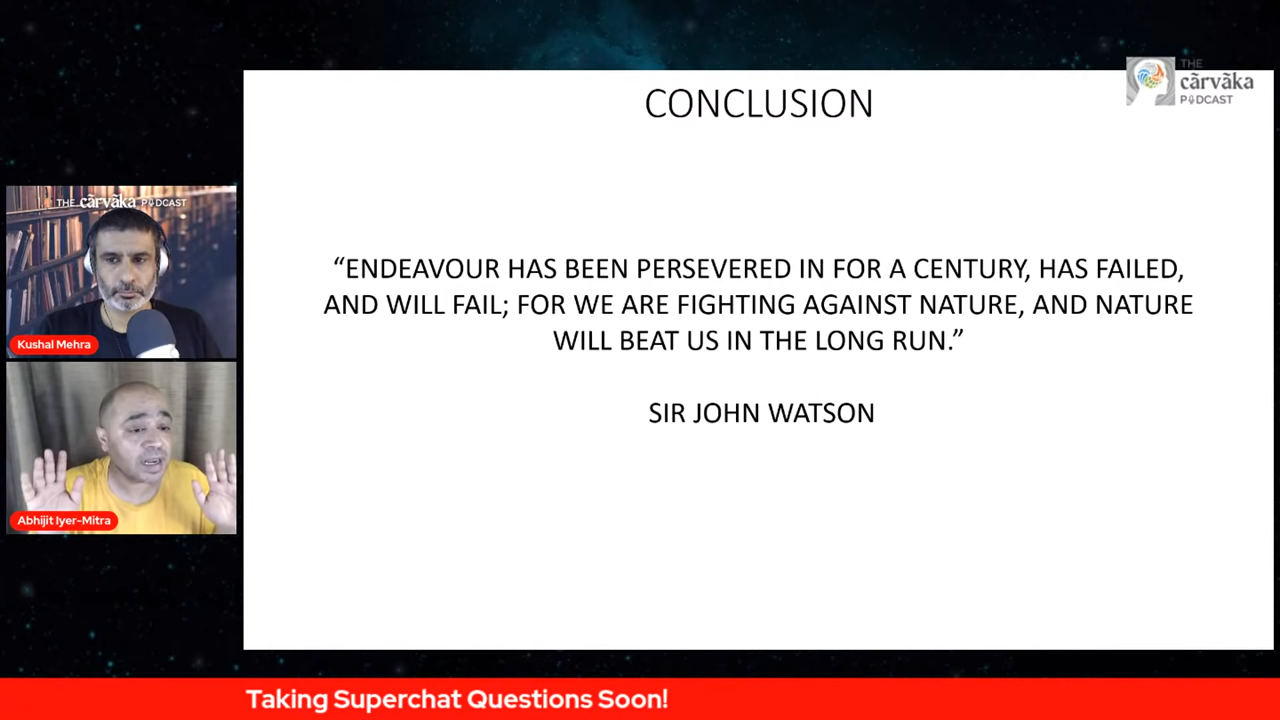 THE
cãrvãka
PODCAST
CONCLUSION
THE cãrvãka PODCAST
“ENDEAVOUR HAS BEEN PERSEVERED IN FOR A CENTURY, HAS FAILED,
AND WILL FAIL; FOR WE ARE FIGHTING AGAINST NATURE, AND NATURE
WILL BEAT US IN THE LONG RUN.”
SIR JOHN WATSON
Kushal Mehra
Abhijit Iyer-Mitra
Taking Superchat Questions Soon!